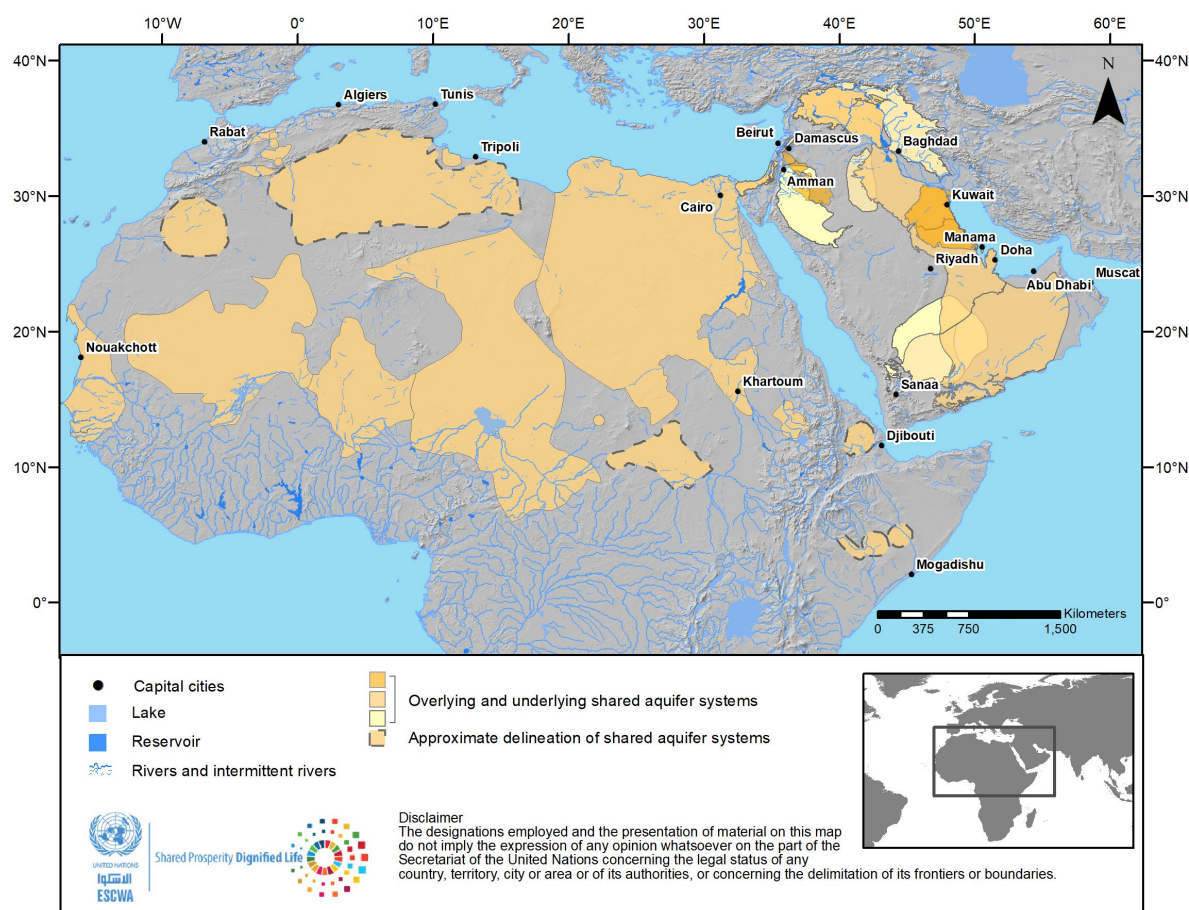 10°W 0° 10°E 20°E 30°E 40°E 50°E 60°E
40°N 40°N
N
Algiers
Tunis
Rabat
Beirut
Damascus
Baghdad
Tripoli
30°N 30°N
Amman
Cairo
Kuwait
Manama
Doha
Riyadh
Muscat
Abu Dhabi
20°N 20°N
Nouakchott
Khartoum
Sanaa
Djibouti
10°N 10°N
Mogadishu
0° 0°
Kilometers
0 375 750 1,500
Capital cities
Lake
Reservoir
Rivers and intermittent rivers
Overlying and underlying shared aquifer systems
Approximate delineation of shared aquifer systems
UNITED NATIONS
الإسكوا
ESCWA
Shared Prosperity Dignified Life
Disclaimer
The designations employed and the presentation of material on this map
do not imply the expression of any opinion whatsoever on the part of the
Secretariat of the United Nations concerning the legal status of any
country, territory, city or area or of its authorities, or concerning the delimitation of its frontiers or boundaries.